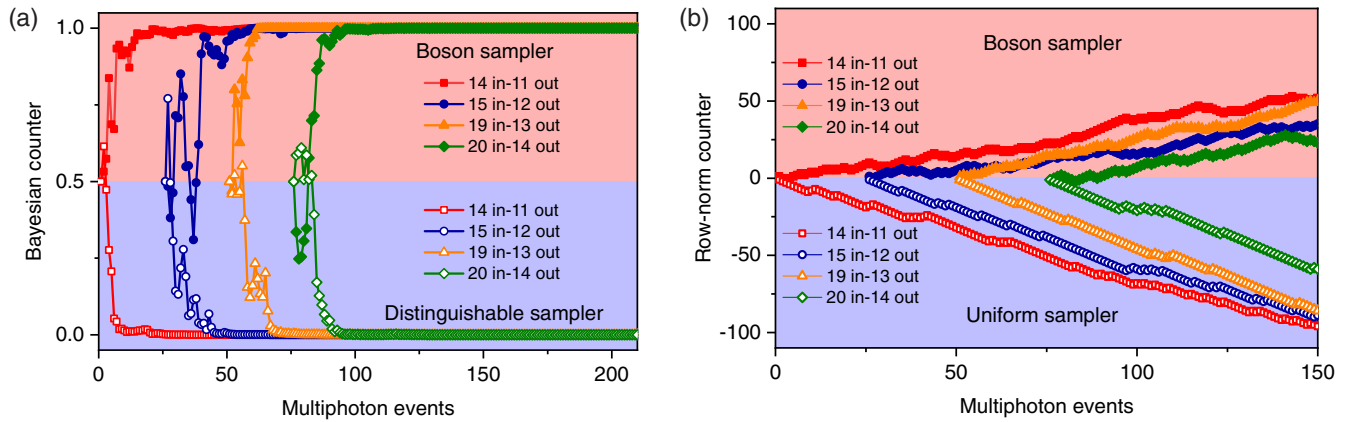 (a)
Bayesian counter
1.0
0.5
0.0
Boson sampler
14 in-11 out
15 in-12 out
19 in-13 out
20 in-14 out
14 in-11 out
15 in-12 out
19 in-13 out
20 in-14 out
Distinguishable sampler
0 50 100 150 200
Multiphoton events
(b)
Row-norm counter
100
50
0
-50
-100
Boson sampler
14 in-11 out
15 in-12 out
19 in-13 out
20 in-14 out
14 in-11 out
15 in-12 out
19 in-13 out
20 in-14 out
Uniform sampler
0 50 100 150
Multiphoton events